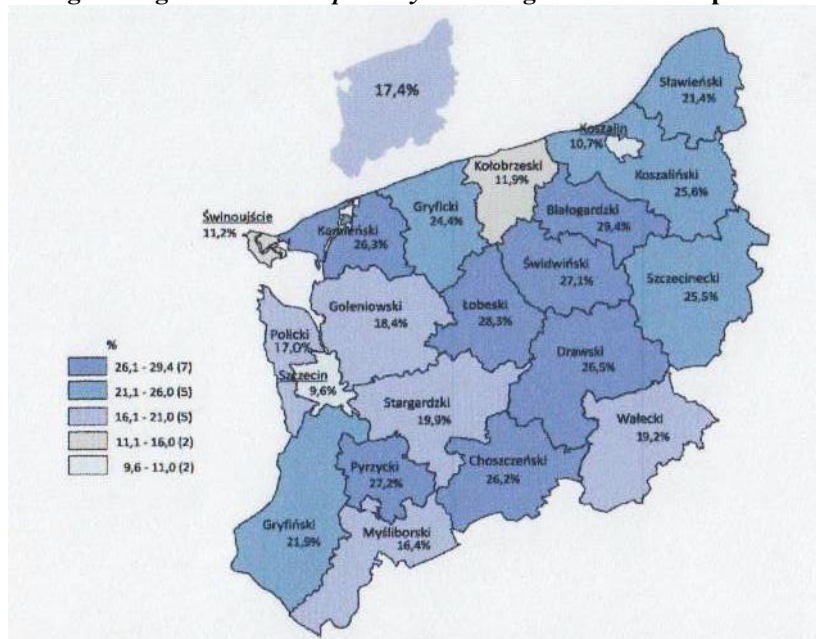 17,4%
Sławieński
21,4%
Koszalin
10,7%
Kołobrzeski
11,9%
Koszaliński
25,6%
Gryficki
24,4%
Białogardzki
29,4%
Świnoujście
11,2%
Kamieński
26,3%
Świdwiński
27,1%
Szczecinecki
25,5%
Goleniowski
18,4%
Łobeski
28,3%
Policki
17,0%
Drawski
26,5%
Szczecin
9,6%
Stargardzki
19,9%
Wałecki
19,2%
Pyrzycki
27,2%
Choszczeński
26,2%
Gryfiński
21,9%
Myśliborski
16,4%
%
26,1 - 29,4 (7)
21,1 - 26,0 (5)
16,1 - 21,0 (5)
11,1 - 16,0 (2)
9,6 - 11,0 (2)